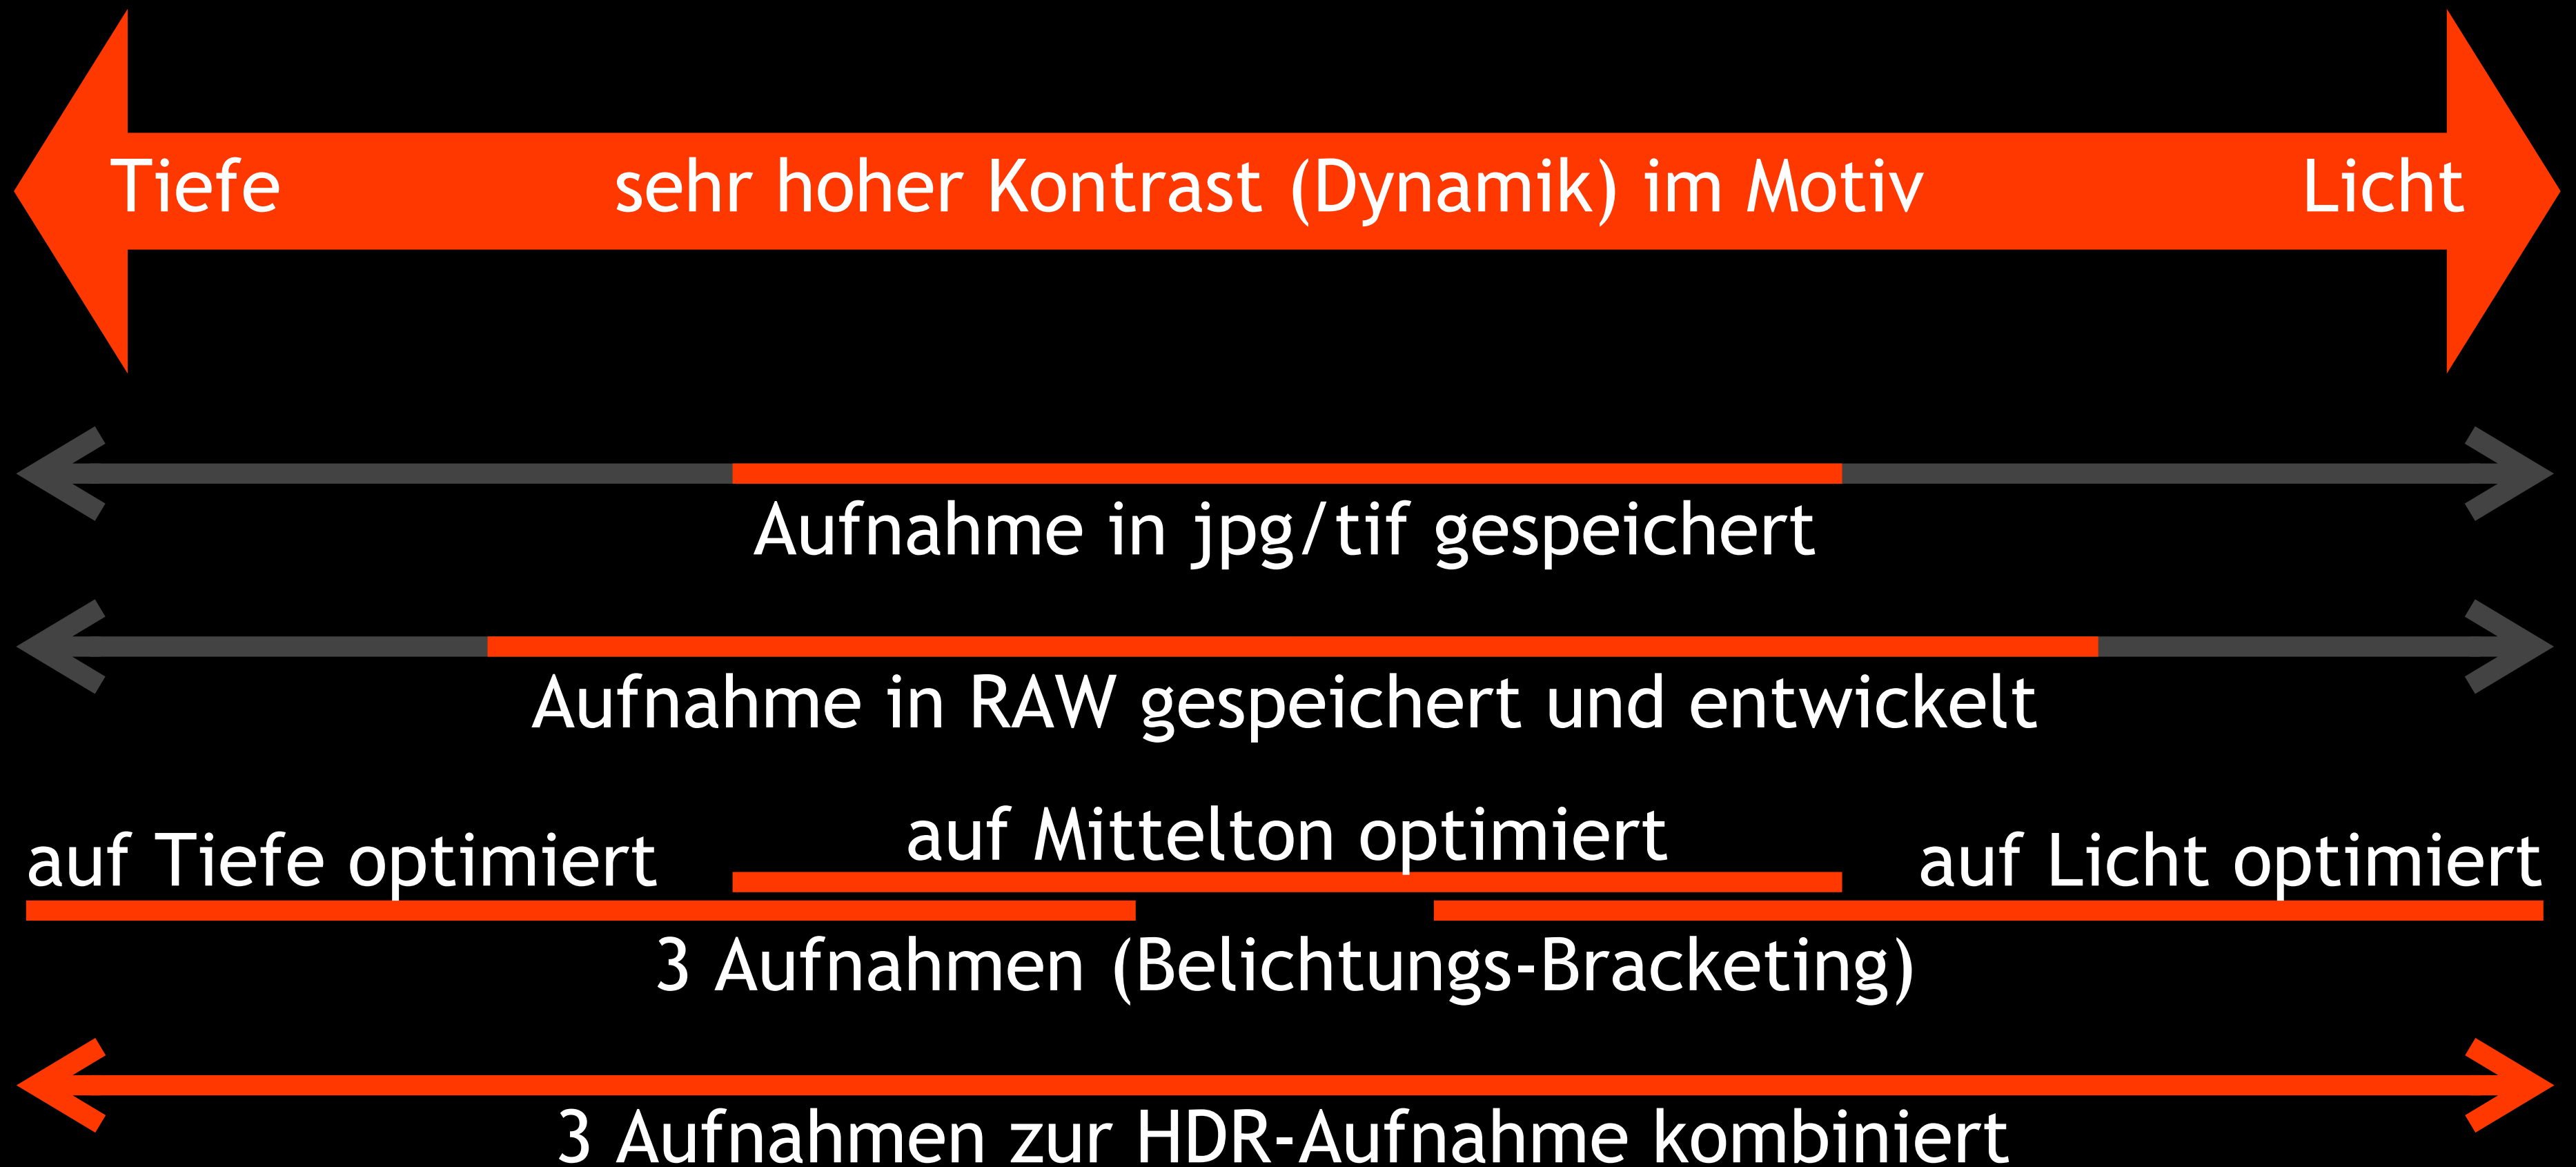 Tiefe sehr hoher Kontrast (Dynamik) im Motiv Licht
Aufnahme in jpg/tif gespeichert
Aufnahme in RAW gespeichert und entwickelt
auf Tiefe optimiert
auf Mittelton optimiert
auf Licht optimiert
3 Aufnahmen (Belichtungs-Bracketing)
3 Aufnahmen zur HDR-Aufnahme kombiniert